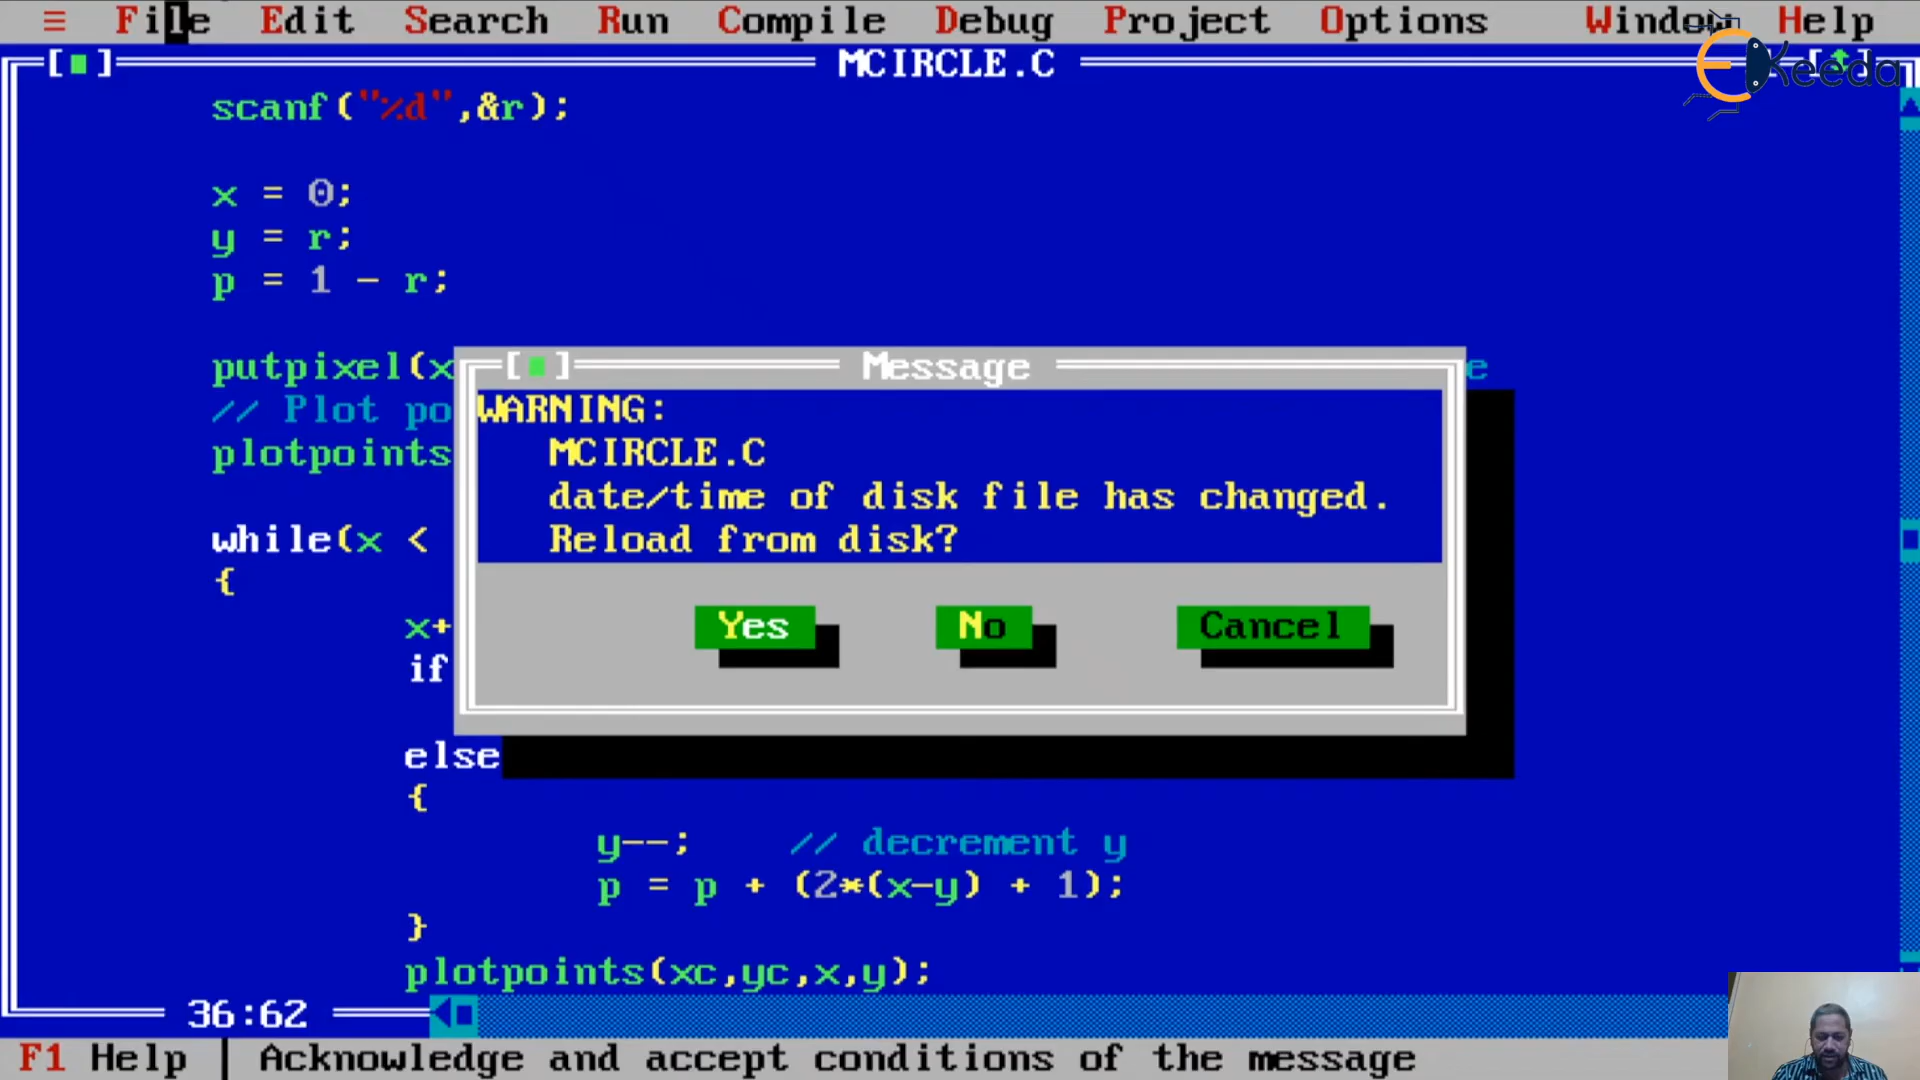 ≡ File Edit Search Run Compile Debug Project Options Window Help
[■] MCIRCLE.C [↑]
Keeda
scanf("%d",&r);
x = 0;
y = r;
p = 1 - r;
putpixel(x e
// Plot po
plotpoints
while(x <
{
x+
if
[■] Message
WARNING:
MCIRCLE.C
date/time of disk file has changed.
Reload from disk?
Yes No Cancel
else
{
y--; // decrement y
p = p + (2*(x-y) + 1);
}
plotpoints(xc,yc,x,y);
36:62
F1 Help | Acknowledge and accept conditions of the message